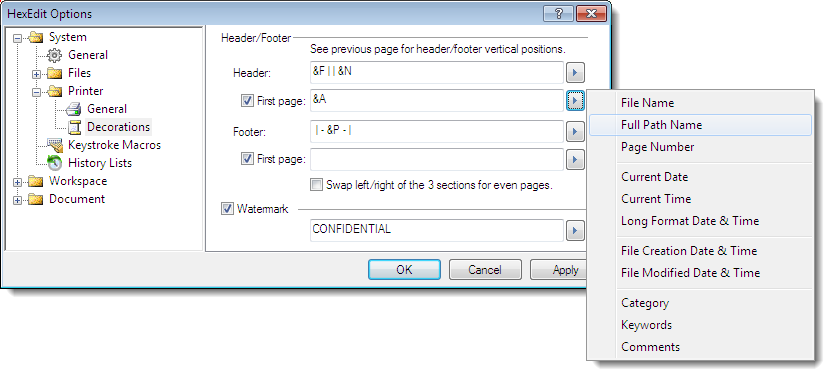 HexEdit Options
System
General
Files
Printer
General
Decorations
Keystroke Macros
History Lists
Workspace
Document
Header/Footer
See previous page for header/footer vertical positions.
Header: &F | | &N
First page: &A
Footer: | - &P - |
First page:
Swap left/right of the 3 sections for even pages.
Watermark
CONFIDENTIAL
OK Cancel Apply
File Name
Full Path Name
Page Number
Current Date
Current Time
Long Format Date & Time
File Creation Date & Time
File Modified Date & Time
Category
Keywords
Comments